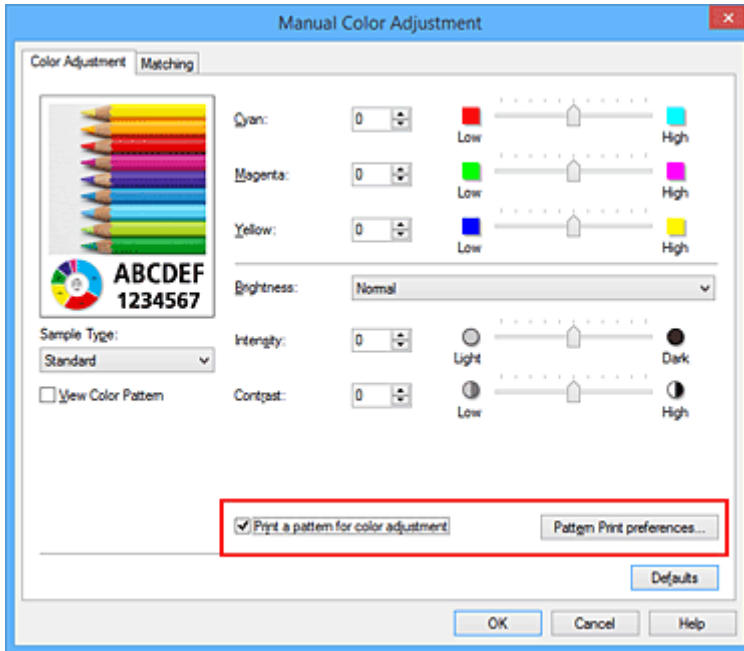 Manual Color Adjustment
Color Adjustment Matching
Cyan: 0 Low High
Magenta: 0 Low High
Yellow: 0 Low High
ABCDEF
1234567
Brightness: Normal
Sample Type:
Standard
Intensity: 0 Light Dark
View Color Pattern
Contrast: 0 Low High
Print a pattern for color adjustment Pattern Print preferences...
Defaults
OK Cancel Help